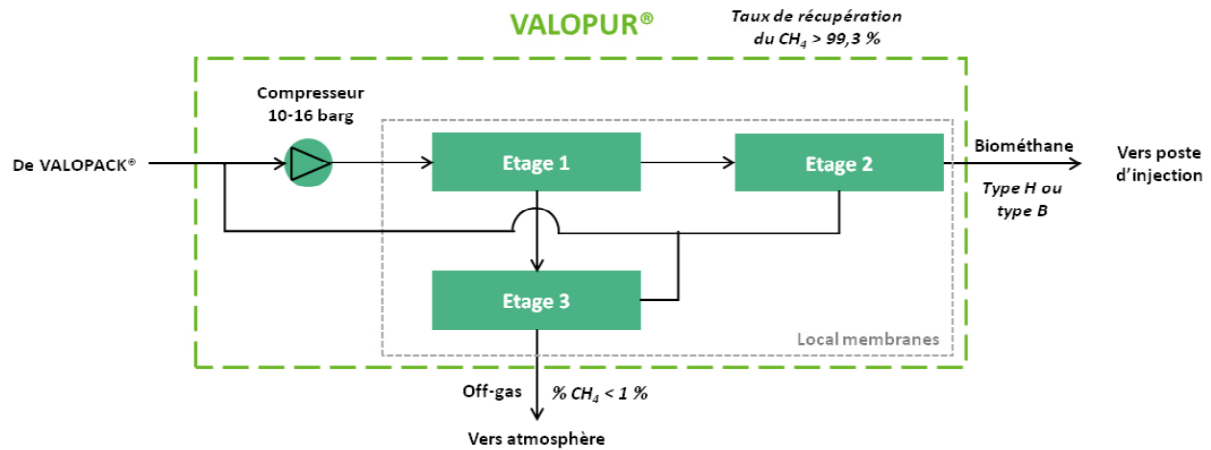 VALOPUR®
Taux de récupération
du CH₄ > 99,3 %
Compresseur
10-16 barg
De VALOPACK®
Etage 1
Etage 2
Biométhane
Type H ou
type B
Vers poste
d’injection
Etage 3
Local membranes
Off-gas
% CH₄ < 1 %
Vers atmosphère